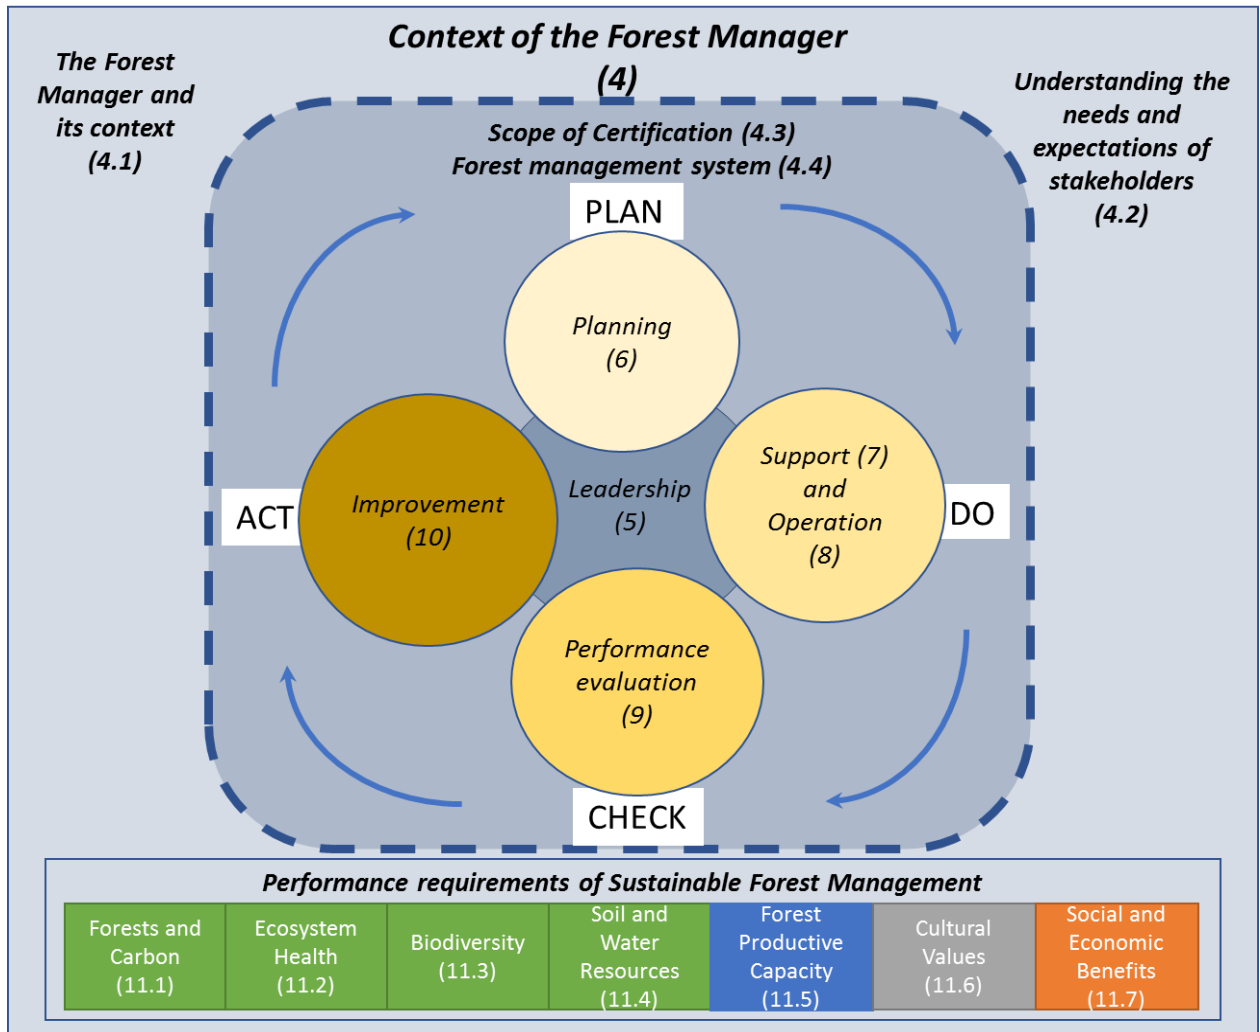 Context of the Forest Manager
(4)
The Forest
Manager and
its context
(4.1)
Understanding the
needs and
expectations of
stakeholders
(4.2)
Scope of Certification (4.3)
Forest management system (4.4)
PLAN
Planning
(6)
Support (7)
and
Operation
(8)
DO
Leadership
(5)
ACT
Improvement
(10)
Performance
evaluation
(9)
CHECK
Performance requirements of Sustainable Forest Management
Forests and
Carbon
(11.1)
Ecosystem
Health
(11.2)
Biodiversity
(11.3)
Soil and
Water
Resources
(11.4)
Forest
Productive
Capacity
(11.5)
Cultural
Values
(11.6)
Social and
Economic
Benefits
(11.7)